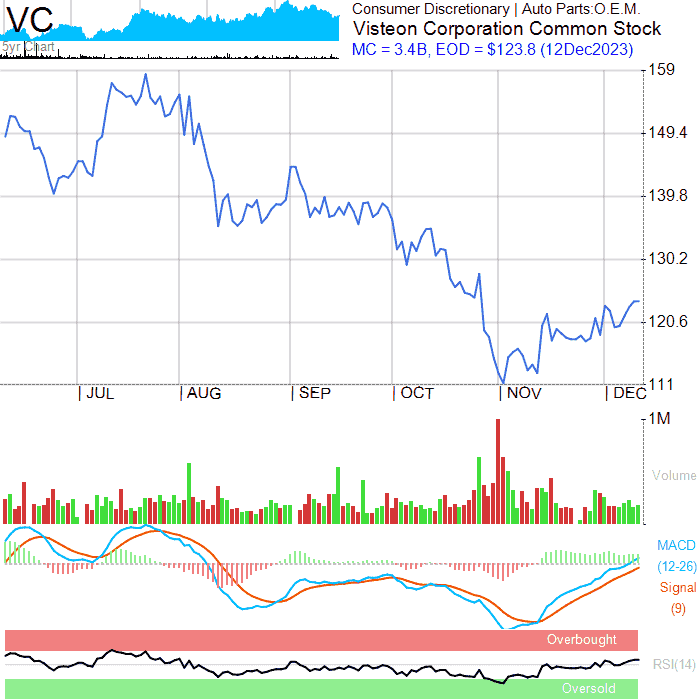 VC
5yr Chart
Consumer Discretionary | Auto Parts:O.E.M.
Visteon Corporation Common Stock
MC = 3.4B, EOD = $123.8 (12Dec2023)
159
149.4
139.8
130.2
120.6
111
JUL AUG SEP OCT NOV DEC
1M
Volume
MACD
(12-26)
Signal
(9)
Overbought
RSI(14)
Oversold